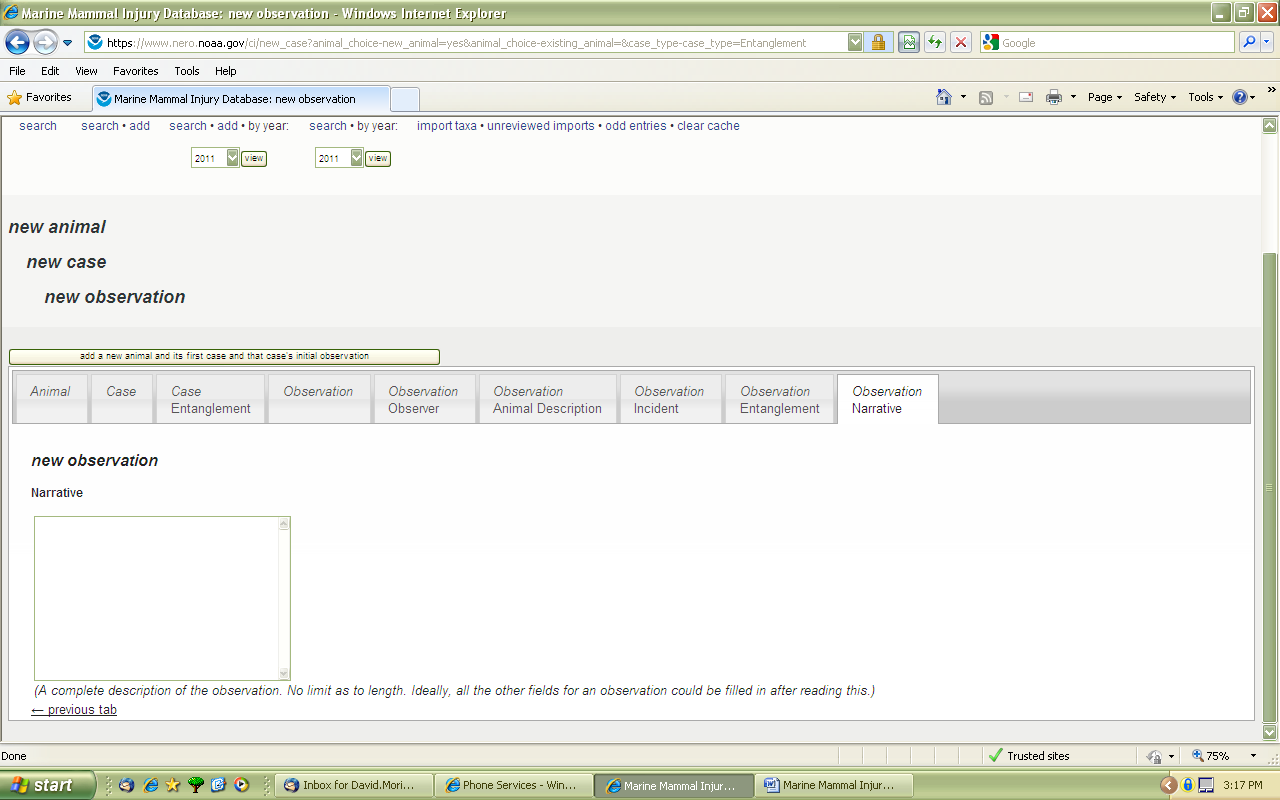 Marine Mammal Injury Database: new observation - Windows Internet Explorer
https://www.nero.noaa.gov/ci/new_case?animal_choice-new_animal=yes&animal_choice-existing_animal=&case_type-case_type=Entanglement
Google
File Edit View Favorites Tools Help
Favorites Marine Mammal Injury Database: new observation Page Safety Tools »
search search • add search • add • by year: search • by year: import taxa • unreviewed imports • odd entries • clear cache
2011 view 2011 view
new animal
new case
new observation
add a new animal and its first case and that case's initial observation
Animal Case Case Observation Observation Observation Observation Observation Observation
Entanglement Observer Animal Description Incident Entanglement Narrative
new observation
Narrative
(A complete description of the observation. No limit as to length. Ideally, all the other fields for an observation could be filled in after reading this.)
← previous tab
Done Trusted sites 75%
start Inbox for David.Mori... Phone Services - Win... Marine Mammal Injur... Marine Mammal Injur... 3:17 PM